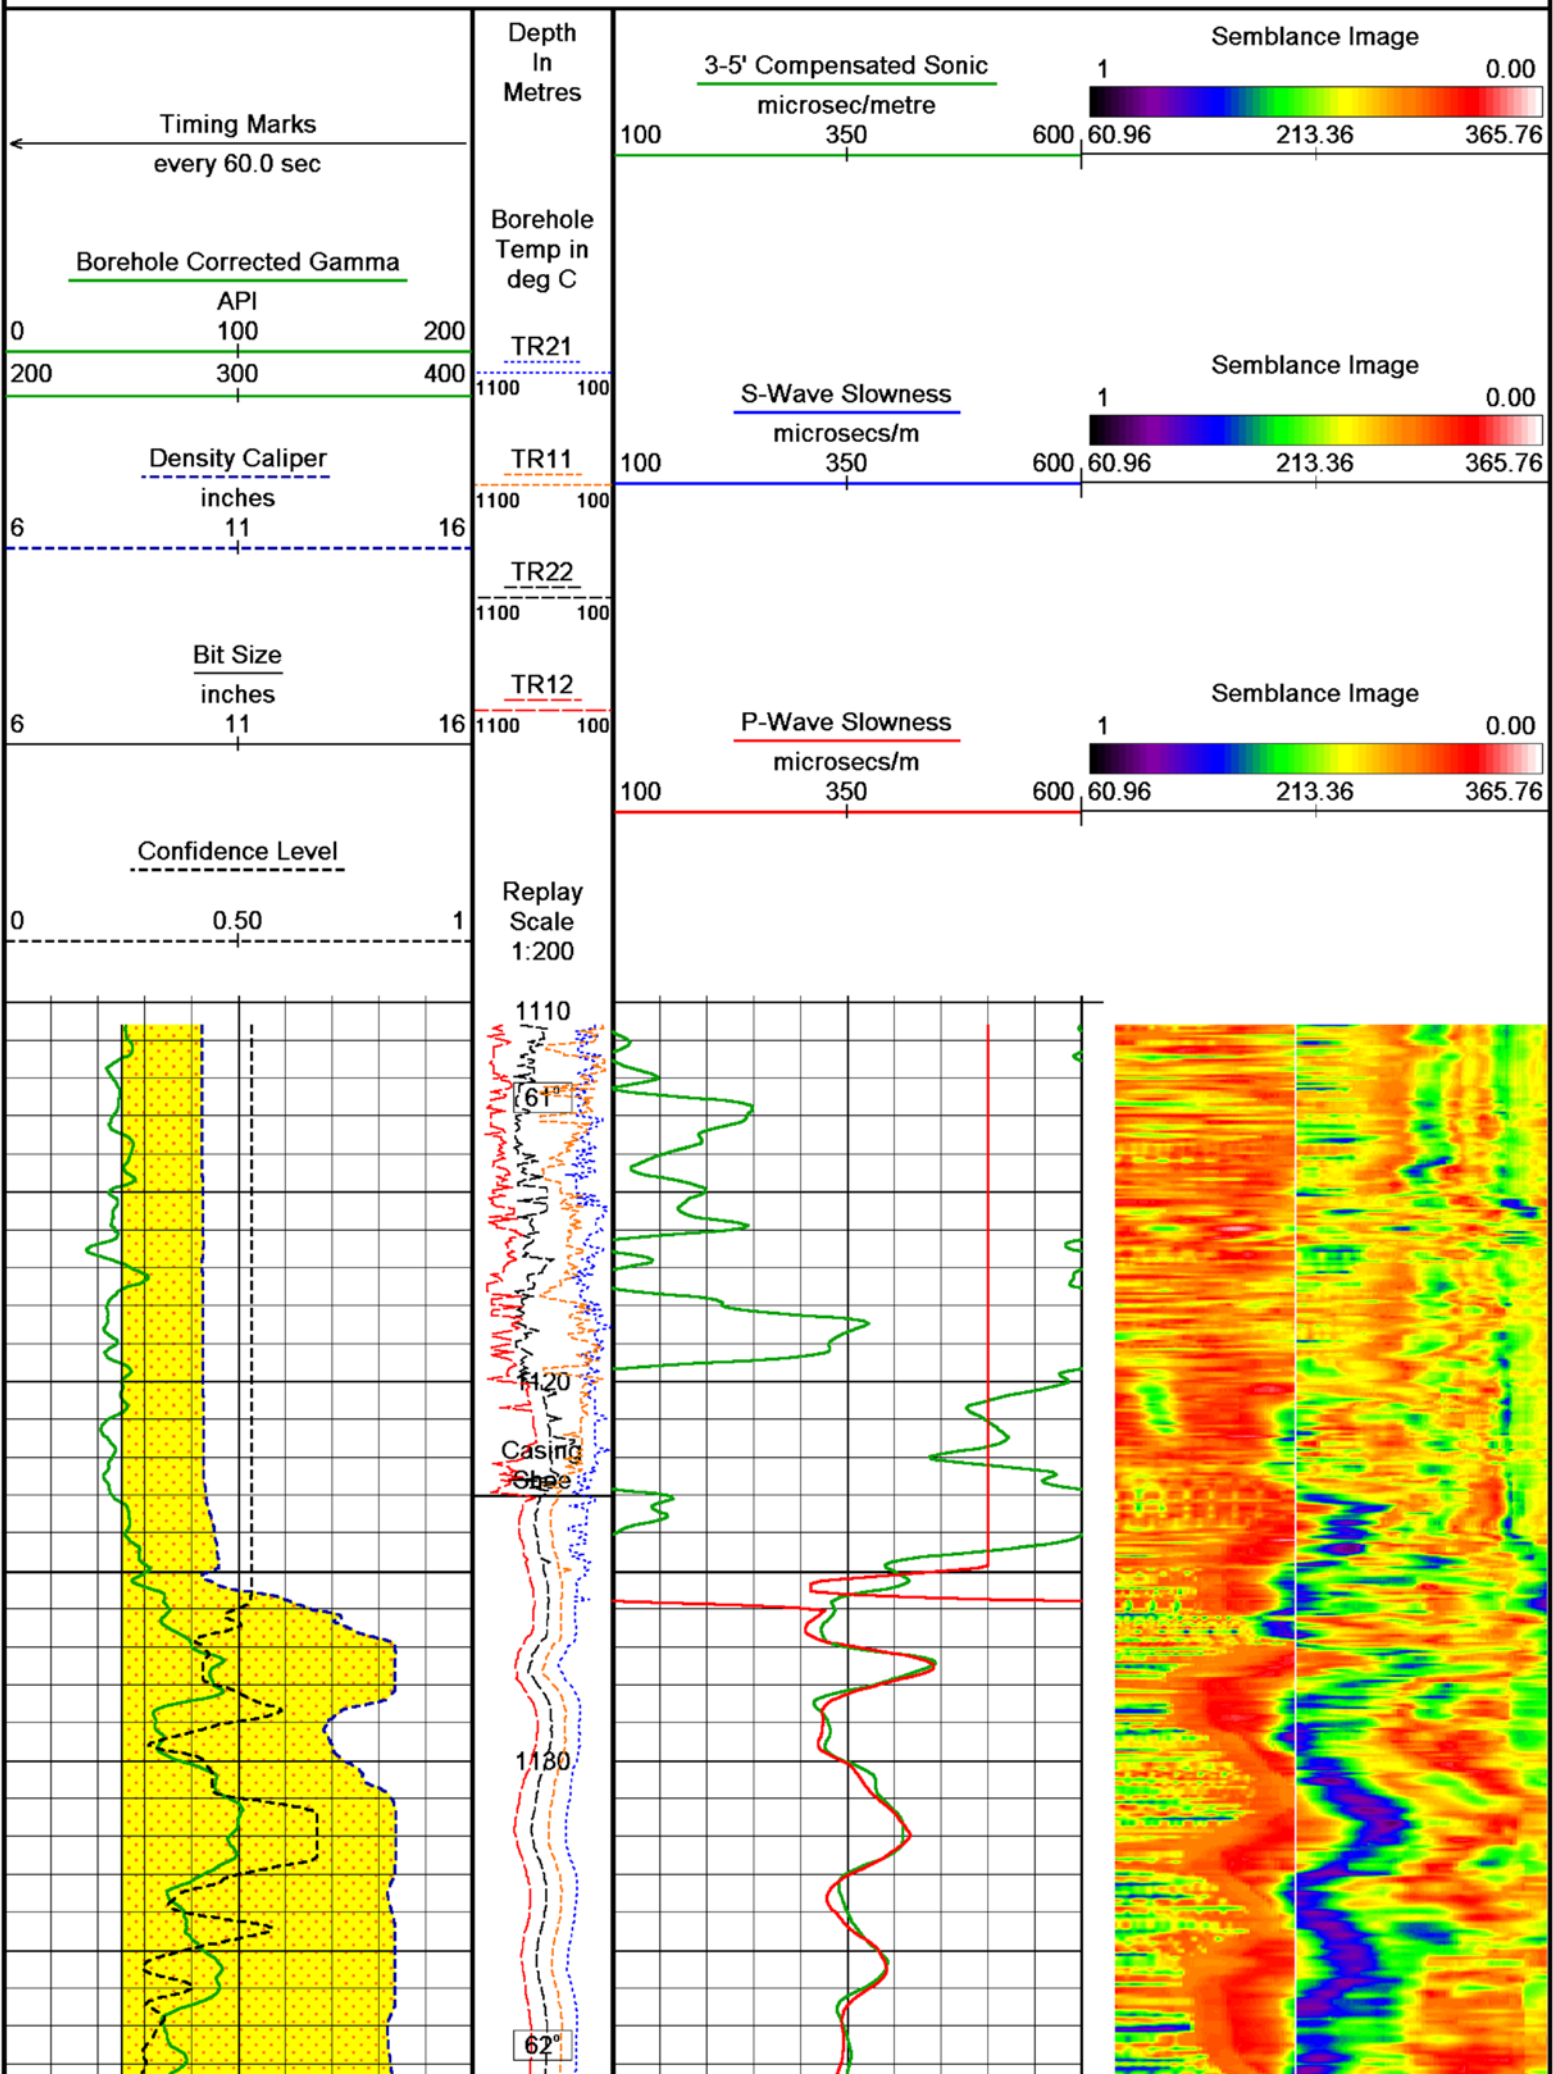 Timing Marks
every 60.0 sec
Borehole Corrected Gamma
API
0 100 200
200 300 400
Density Caliper
inches
6 11 16
Bit Size
inches
6 11 16
Confidence Level
0 0.50 1
Depth
In
Metres
Borehole
Temp in
deg C
TR21
1100 100
TR11
1100 100
TR22
1100 100
TR12
1100 100
Replay
Scale
1:200
3-5' Compensated Sonic
microsec/metre
100 350 600
S-Wave Slowness
microsecs/m
100 350 600
P-Wave Slowness
microsecs/m
100 350 600
Semblance Image
1 0.00
60.96 213.36 365.76
Semblance Image
1 0.00
60.96 213.36 365.76
Semblance Image
1 0.00
60.96 213.36 365.76
1110
61°
1120
Casing
Shoe
1130
62°